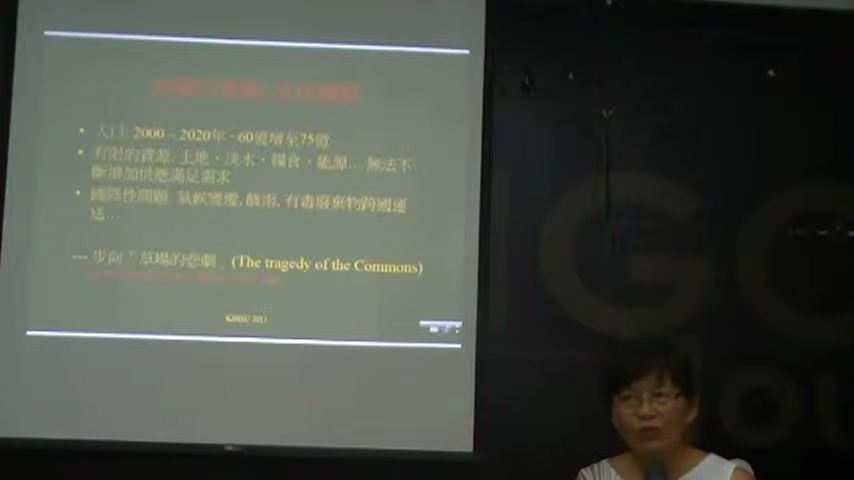 • 人口: 2000 – 2020年 ~60億增至75億
• 有限的資源: 土地、淡水、糧食、能源… 無法不
斷增加供應滿足需求
• 國際性問題: 氣候變遷, 酸雨, 有毒廢棄物跨國運
送…
--- 步向「草場的悲劇」(The tragedy of the Commons)